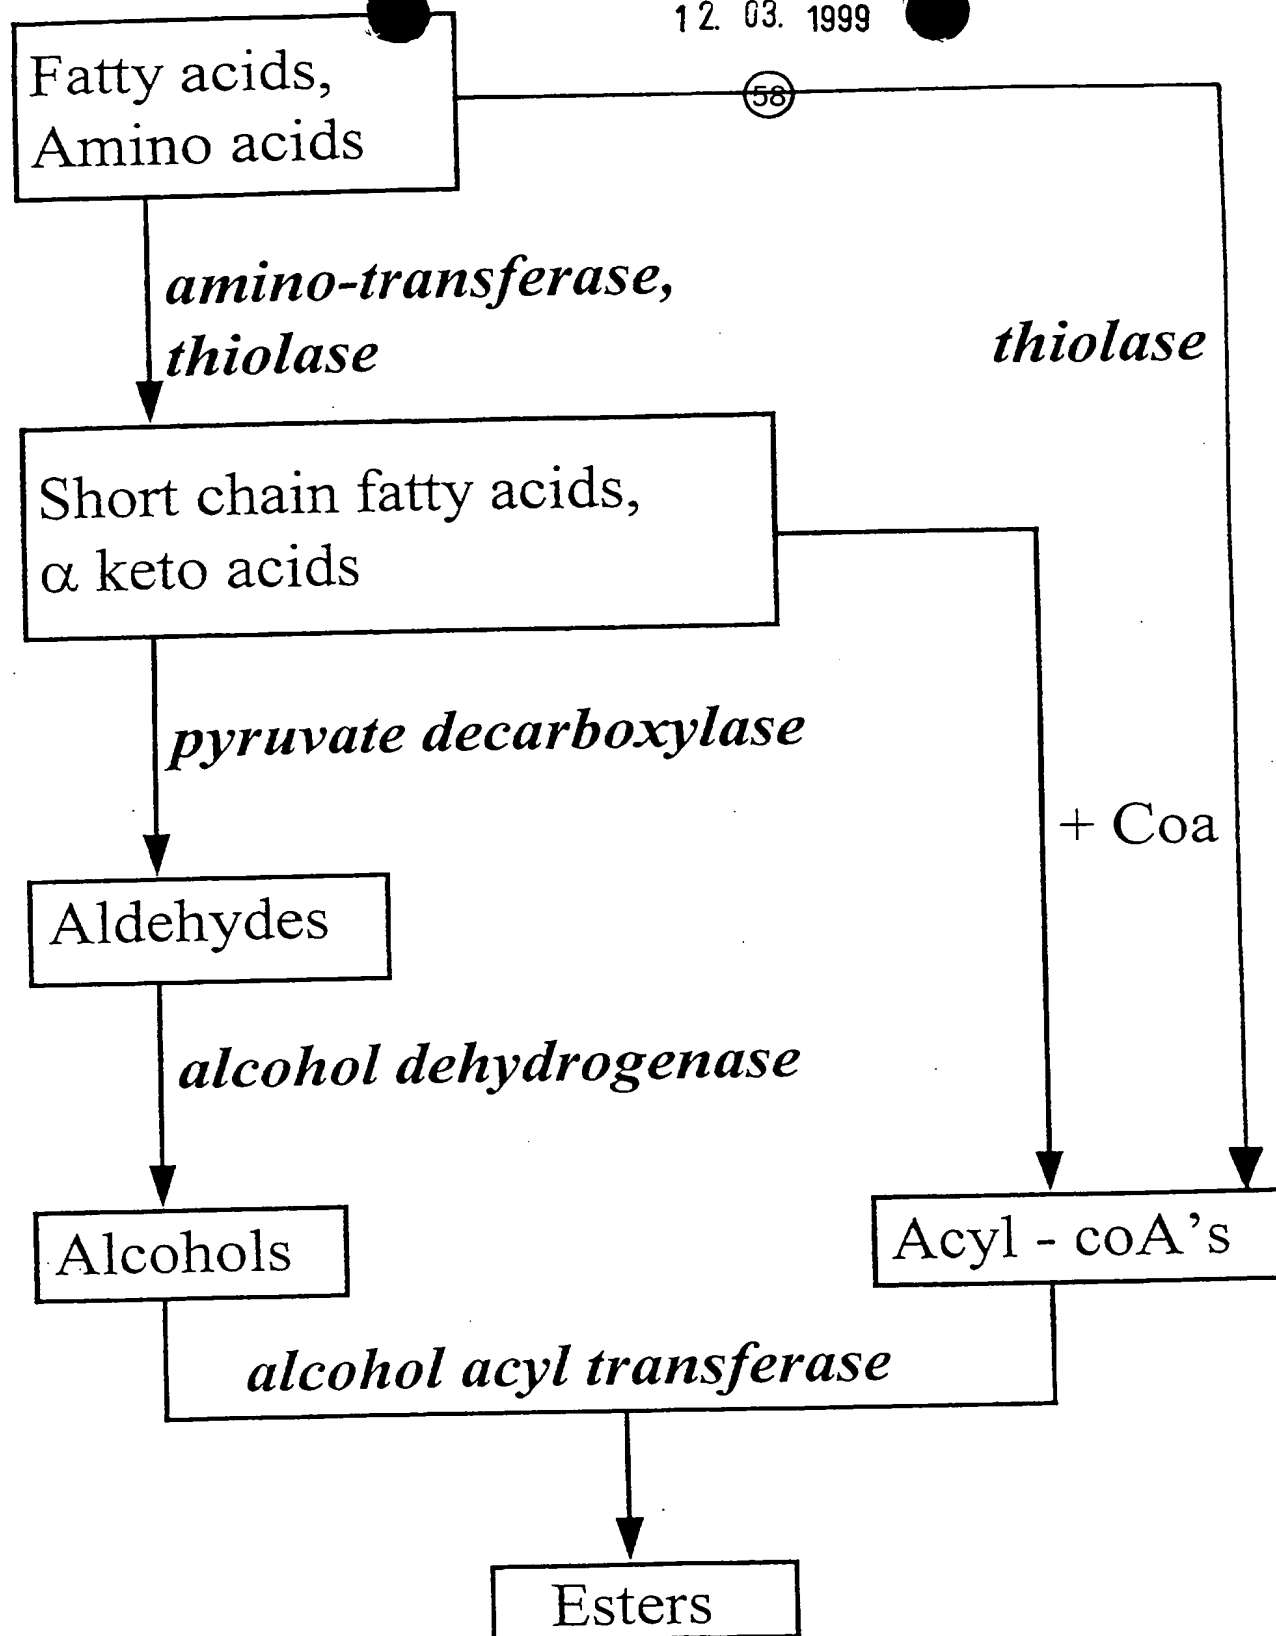 12. 03. 1999
58
Fatty acids,
Amino acids
amino-transferase,
thiolase
thiolase
Short chain fatty acids,
α keto acids
pyruvate decarboxylase
+ Coa
Aldehydes
alcohol dehydrogenase
Alcohols
Acyl - coA’s
alcohol acyl transferase
Esters